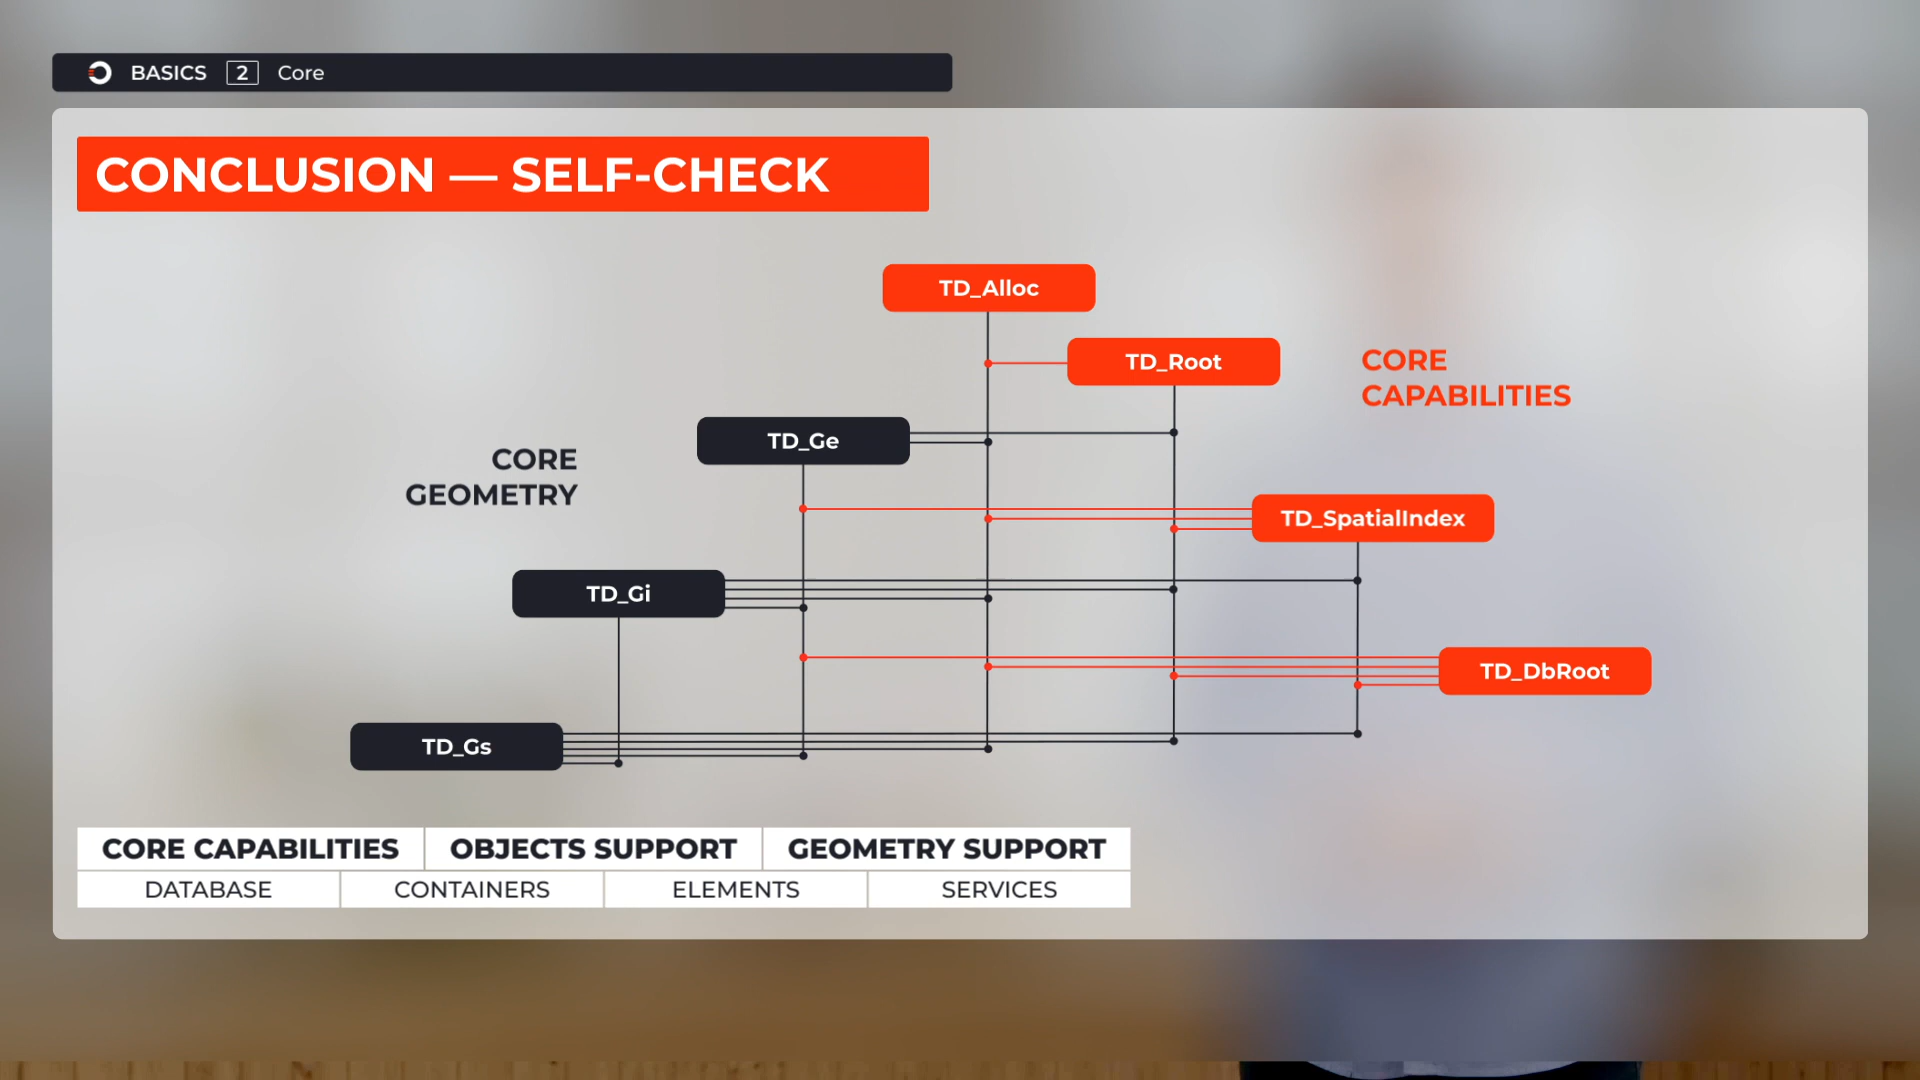 BASICS 2 Core
CONCLUSION — SELF-CHECK
TD_Alloc
TD_Root
CORE
CAPABILITIES
TD_Ge
CORE
GEOMETRY
TD_SpatialIndex
TD_Gi
TD_DbRoot
TD_Gs
CORE CAPABILITIES OBJECTS SUPPORT GEOMETRY SUPPORT
DATABASE CONTAINERS ELEMENTS SERVICES